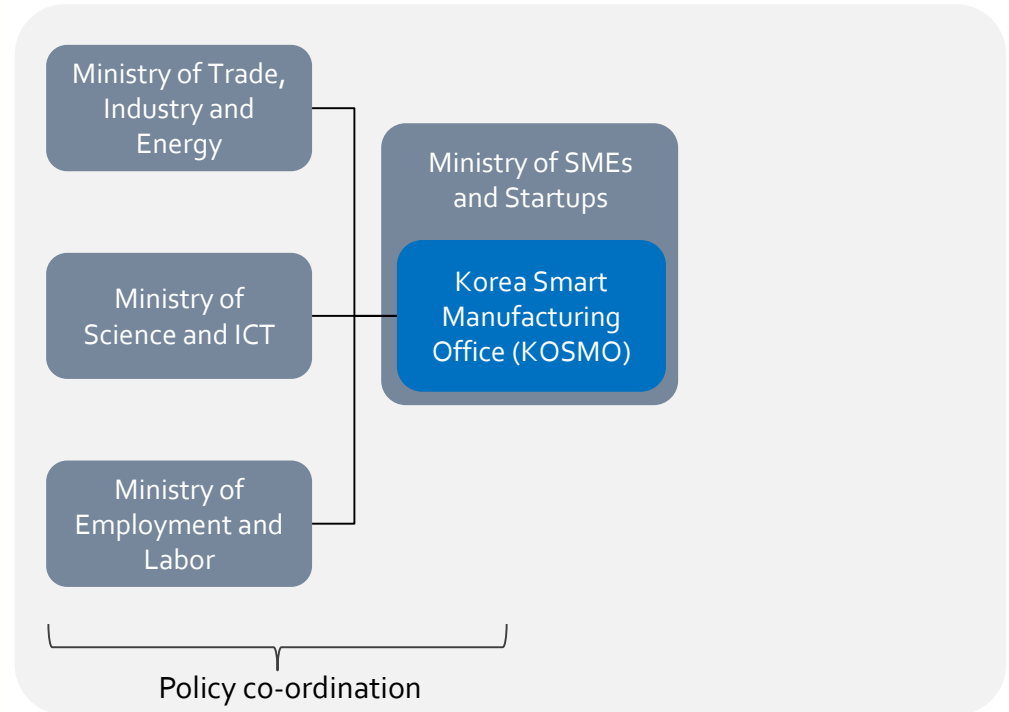 Ministry of Trade,
Industry and
Energy
Ministry of SMEs
and Startups
Korea Smart
Manufacturing
Office (KOSMO)
Ministry of
Science and ICT
Ministry of
Employment and
Labor
Policy co-ordination